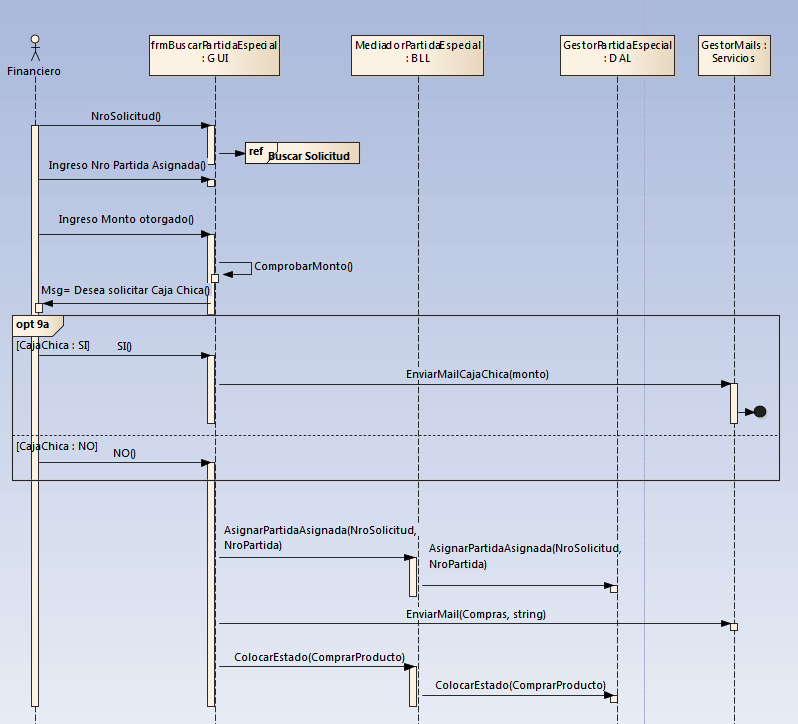 Financiero
frmBuscarPartidaEspecial
: GUI
MediadorPartidaEspecial
: BLL
GestorPartidaEspecial
: DAL
GestorMails :
Servicios
NroSolicitud()
ref
Buscar Solicitud
Ingreso Nro Partida Asignada()
Ingreso Monto otorgado()
ComprobarMonto()
Msg= Desea solicitar Caja Chica()
opt 9a
[CajaChica : SI]
SI()
EnviarMailCajaChica(monto)
[CajaChica : NO]
NO()
AsignarPartidaAsignada(NroSolicitud,
NroPartida)
AsignarPartidaAsignada(NroSolicitud,
NroPartida)
EnviarMail(Compras, string)
ColocarEstado(ComprarProducto)
ColocarEstado(ComprarProducto)